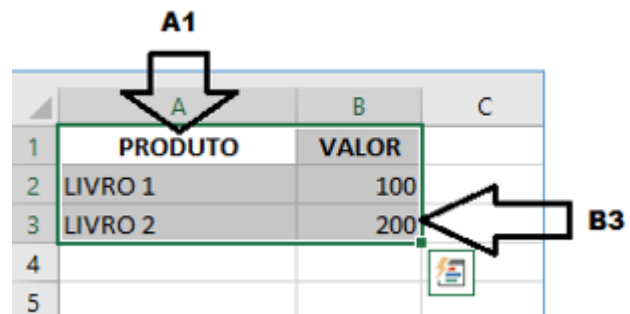 A1
A B C
1 PRODUTO VALOR
2 LIVRO 1 100
3 LIVRO 2 200 B3
4
5